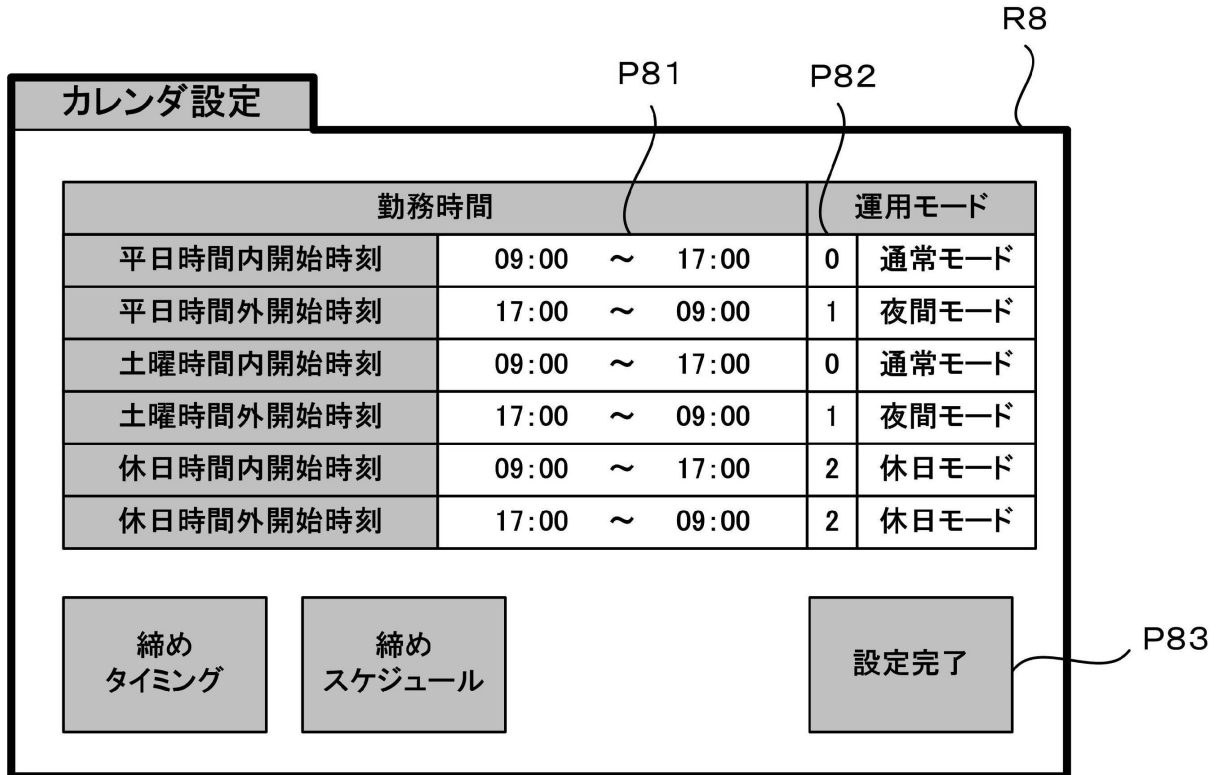 R8
P81 P82
カレンダ設定
勤務時間 運用モード
平日時間内開始時刻 09:00 ～ 17:00 0 通常モード
平日時間外開始時刻 17:00 ～ 09:00 1 夜間モード
土曜時間内開始時刻 09:00 ～ 17:00 0 通常モード
土曜時間外開始時刻 17:00 ～ 09:00 1 夜間モード
休日時間内開始時刻 09:00 ～ 17:00 2 休日モード
休日時間外開始時刻 17:00 ～ 09:00 2 休日モード
締め
タイミング
締め
スケジュール
設定完了
P83